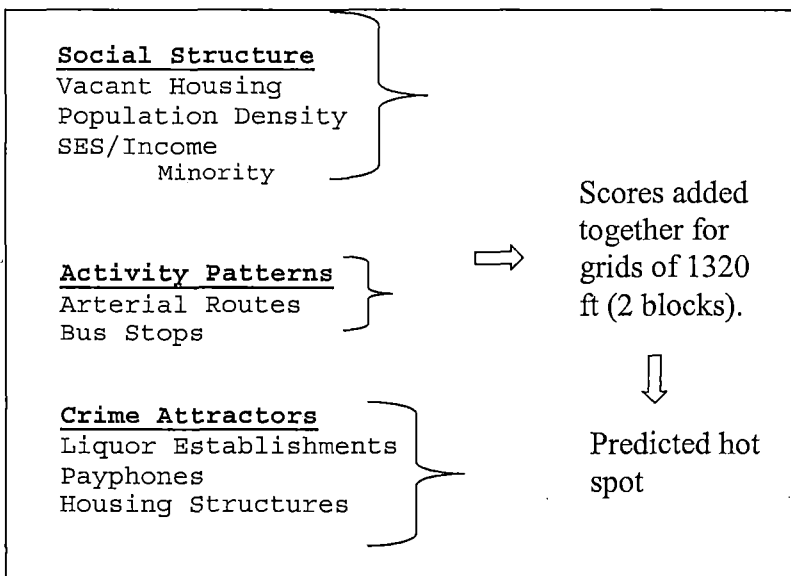 Social Structure
Vacant Housing
Population Density
SES/Income
Minority
Activity Patterns
Arterial Routes
Bus Stops
Crime Attractors
Liquor Establishments
Payphones
Housing Structures
Scores added
together for
grids of 1320
ft (2 blocks).
Predicted hot
spot